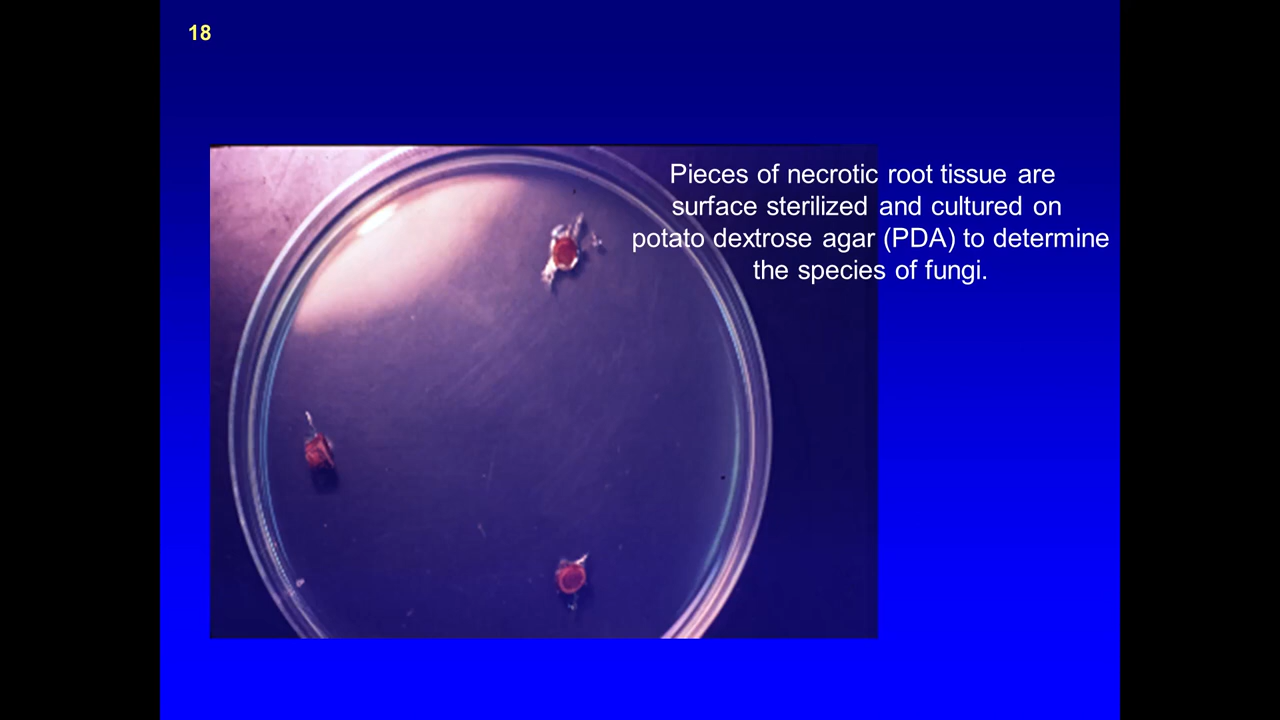 18
Pieces of necrotic root tissue are
surface sterilized and cultured on
potato dextrose agar (PDA) to determine
the species of fungi.